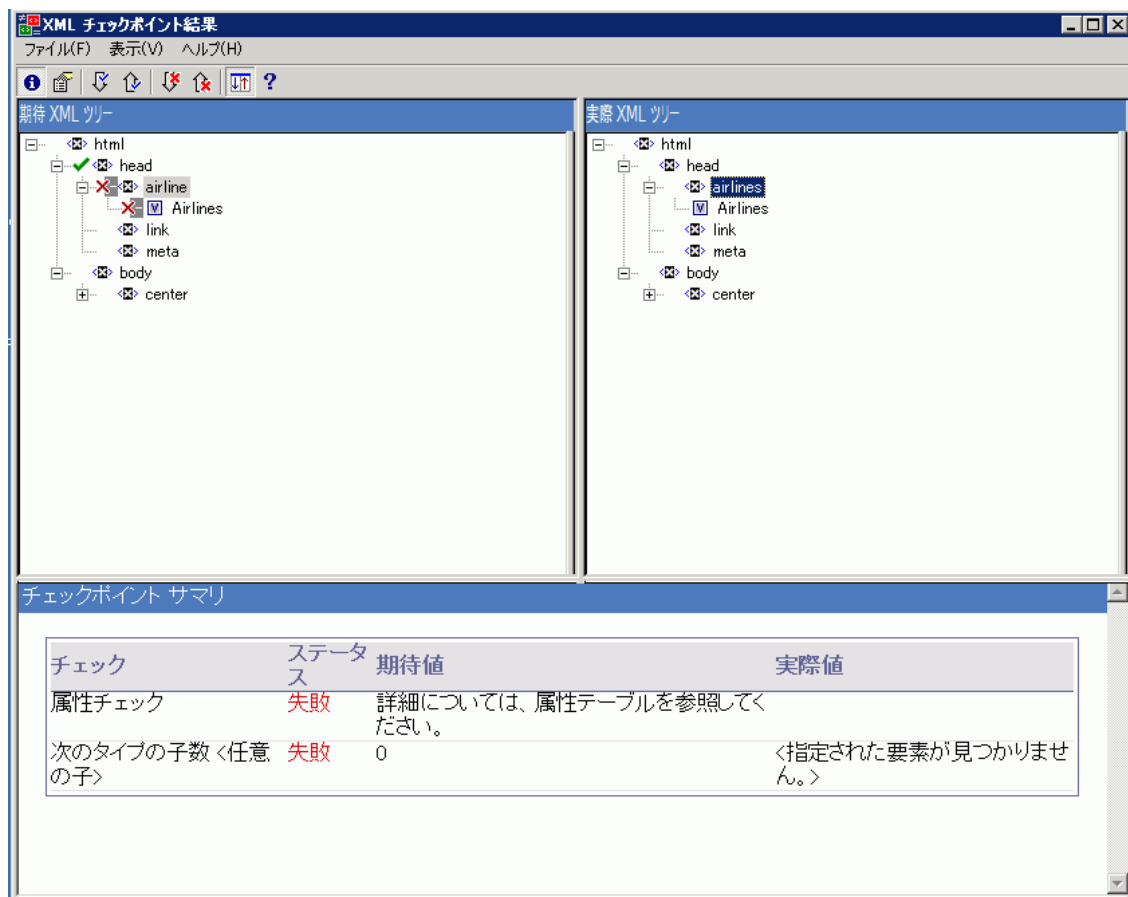 XML チェックポイント結果
ファイル(F) 表示(V) ヘルプ(H)
期待 XML ツリー
html
head
airline
Airlines
link
meta
body
center
実際 XML ツリー
html
head
airlines
Airlines
link
meta
body
center
チェックポイント サマリ
チェック ステータ 期待値 実際値
ス
属性チェック 失敗 詳細については、属性テーブルを参照してく
ださい。
次のタイプの子数 <任意 失敗 0 <指定された要素が見つかりませ
の子> ん。>